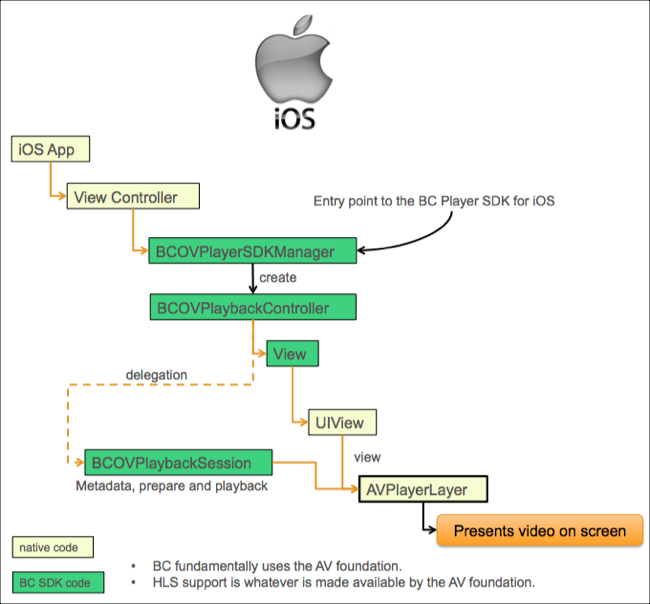 iOS
iOS App
View Controller
Entry point to the BC Player SDK for iOS
BCOVPlayerSDKManager
create
BCOVPlaybackController
View
delegation
UIView
view
BCOVPlaybackSession
Metadata, prepare and playback
AVPlayerLayer
Presents video on screen
native code
• BC fundamentally uses the AV foundation.
BC SDK code
• HLS support is whatever is made available by the AV foundation.